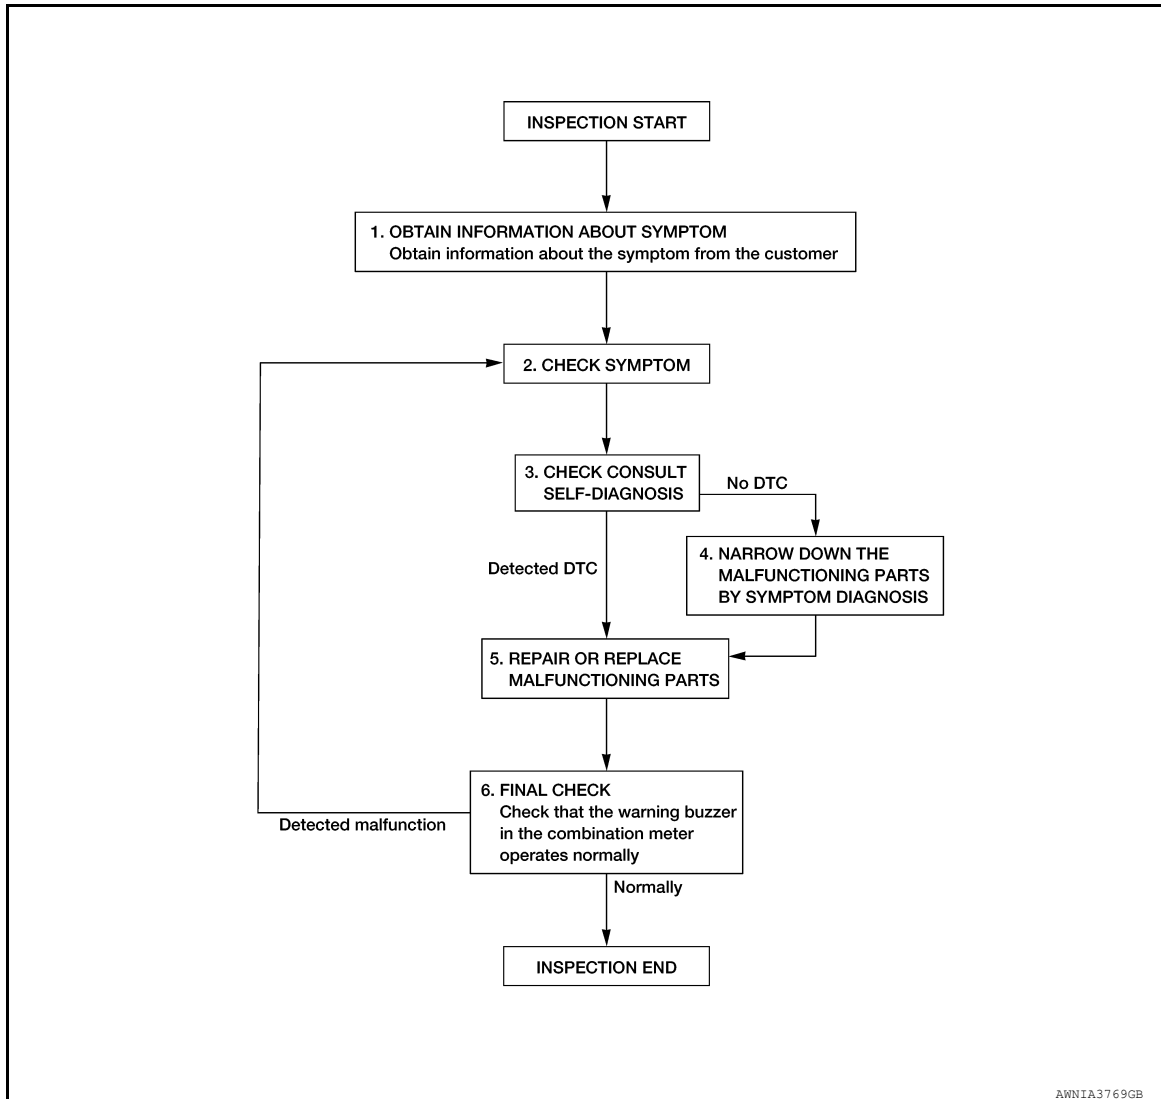 INSPECTION START
1. OBTAIN INFORMATION ABOUT SYMPTOM
Obtain information about the symptom from the customer
2. CHECK SYMPTOM
3. CHECK CONSULT
SELF-DIAGNOSIS
No DTC
4. NARROW DOWN THE
MALFUNCTIONING PARTS
BY SYMPTOM DIAGNOSIS
Detected DTC
5. REPAIR OR REPLACE
MALFUNCTIONING PARTS
6. FINAL CHECK
Check that the warning buzzer
in the combination meter
operates normally
Detected malfunction
Normally
INSPECTION END
AWNIA3769GB